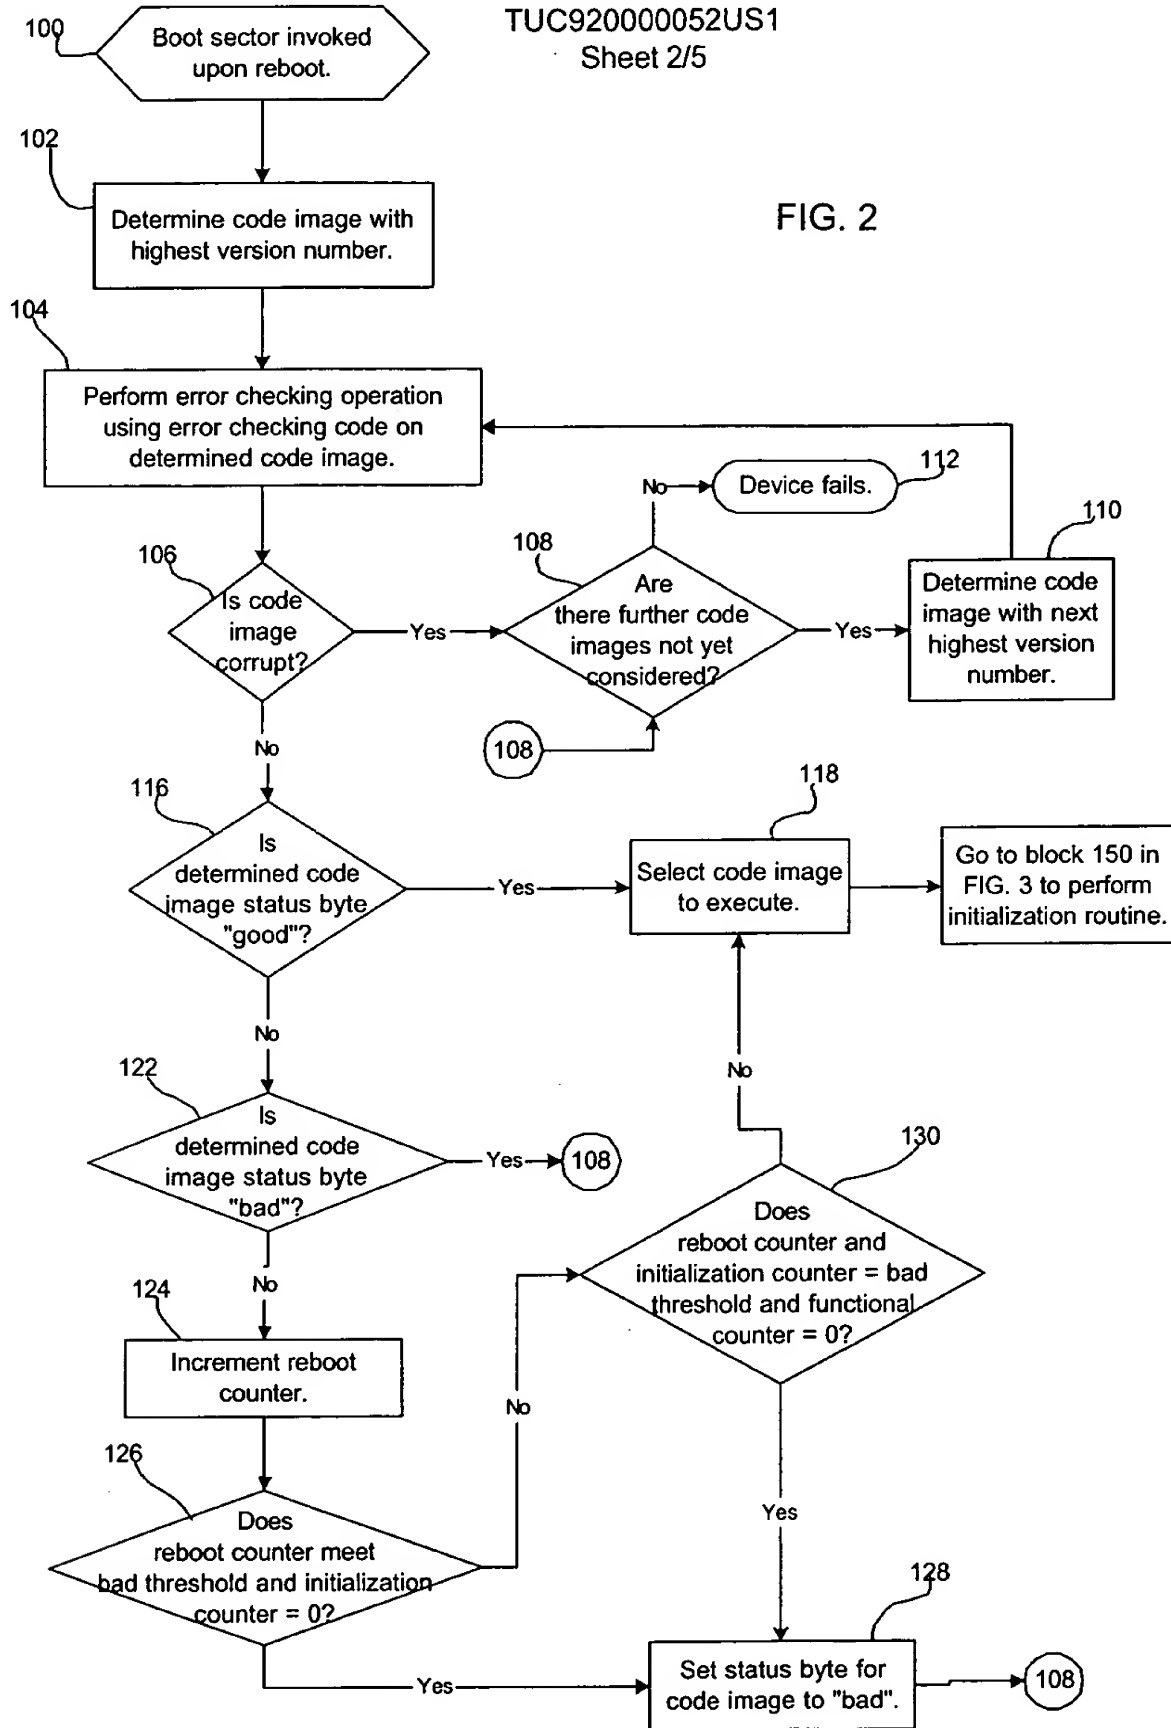 TUC920000052US1
Sheet 2/5
100
Boot sector invoked
upon reboot.
102
Determine code image with
highest version number.
FIG. 2
104
Perform error checking operation
using error checking code on
determined code image.
No
Device fails.
112
110
106
Is code
image
corrupt?
Yes
108
Are
there further code
images not yet
considered?
Yes
Determine code
image with next
highest version
number.
108
No
116
Is
determined code
image status byte
"good"?
Yes
118
Select code image
to execute.
Go to block 150 in
FIG. 3 to perform
initialization routine.
No
122
Is
determined code
image status byte
"bad"?
Yes
108
No
130
Does
reboot counter and
initialization counter = bad
threshold and functional
counter = 0?
No
124
Increment reboot
counter.
No
126
Does
reboot counter meet
bad threshold and initialization
counter = 0?
Yes
Yes
128
Set status byte for
code image to "bad".
108